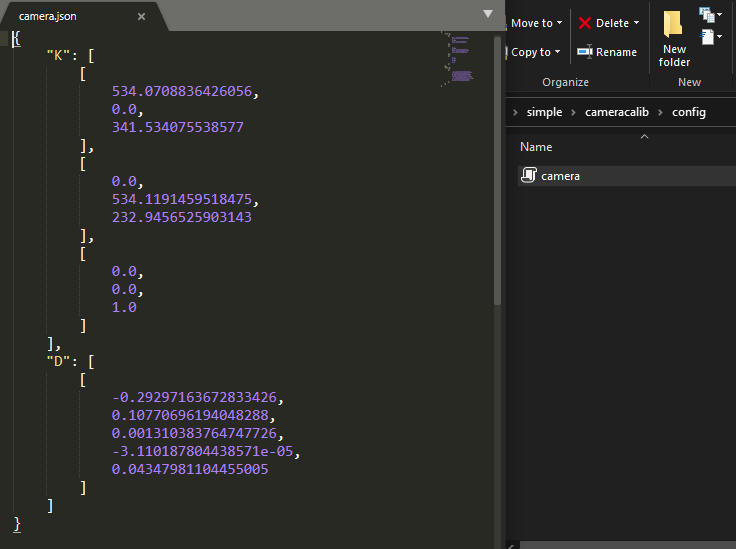 camera.json
{
"K": [
[
534.0708836426056,
0.0,
341.534075538577
],
[
0.0,
534.1191459518475,
232.9456525903143
],
[
0.0,
0.0,
1.0
]
],
"D": [
[
-0.29297163672833426,
0.10770696194048288,
0.001310383764747726,
-3.110187804438571e-05,
0.04347981104455005
]
]
}
Move to
Delete
Copy to
Rename
New
folder
Organize
New
simple
cameracalib
config
Name
camera